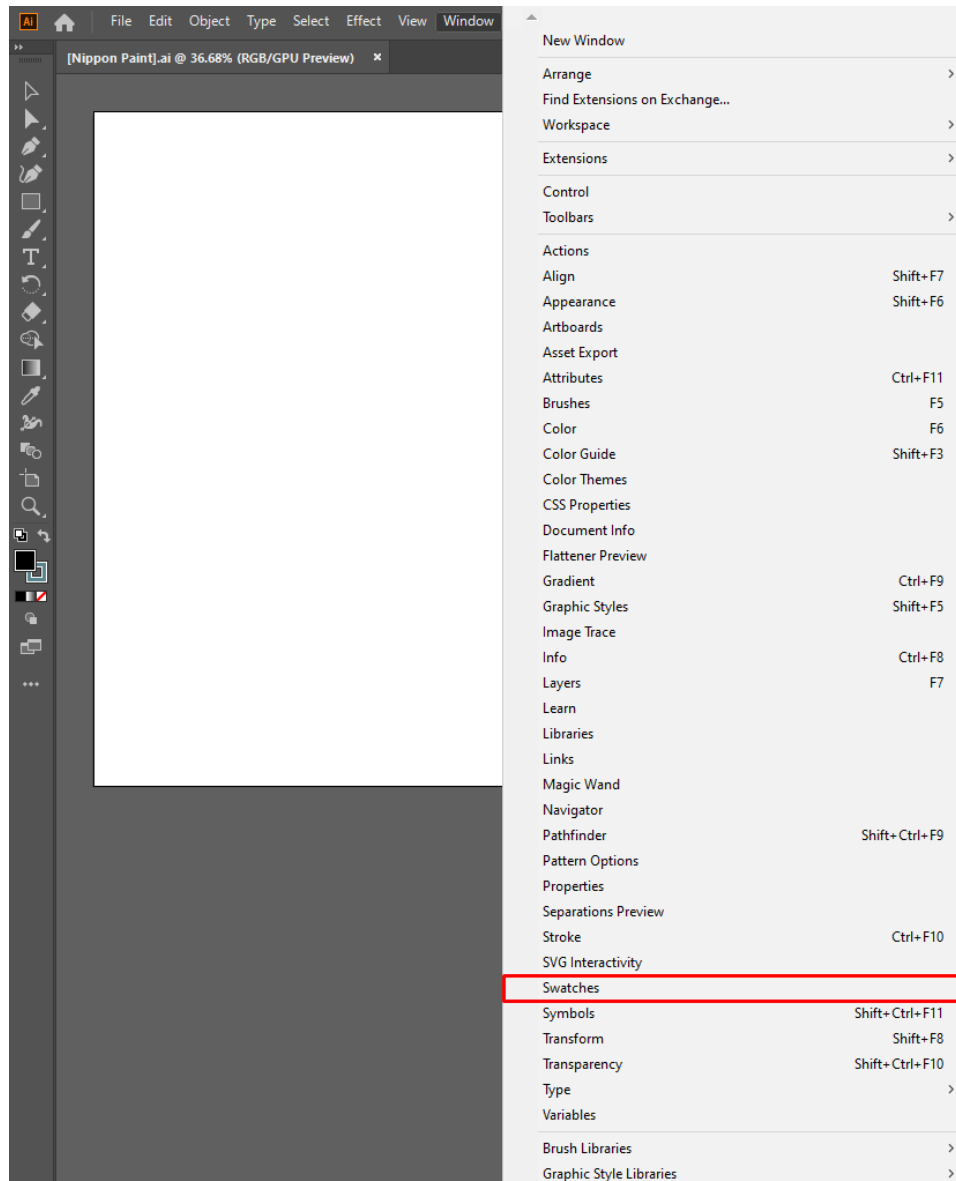 Ai File Edit Object Type Select Effect View Window
[Nippon Paint].ai @ 36.68% (RGB/GPU Preview) ×
T
New Window
Arrange
Find Extensions on Exchange...
Workspace
Extensions
Control
Toolbars
Actions
Align Shift+F7
Appearance Shift+F6
Artboards
Asset Export
Attributes Ctrl+F11
Brushes F5
Color F6
Color Guide Shift+F3
Color Themes
CSS Properties
Document Info
Flattener Preview
Gradient Ctrl+F9
Graphic Styles Shift+F5
Image Trace
Info Ctrl+F8
Layers F7
Learn
Libraries
Links
Magic Wand
Navigator
Pathfinder Shift+Ctrl+F9
Pattern Options
Properties
Separations Preview
Stroke Ctrl+F10
SVG Interactivity
Swatches
Symbols Shift+Ctrl+F11
Transform Shift+F8
Transparency Shift+Ctrl+F10
Type
Variables
Brush Libraries
Graphic Style Libraries